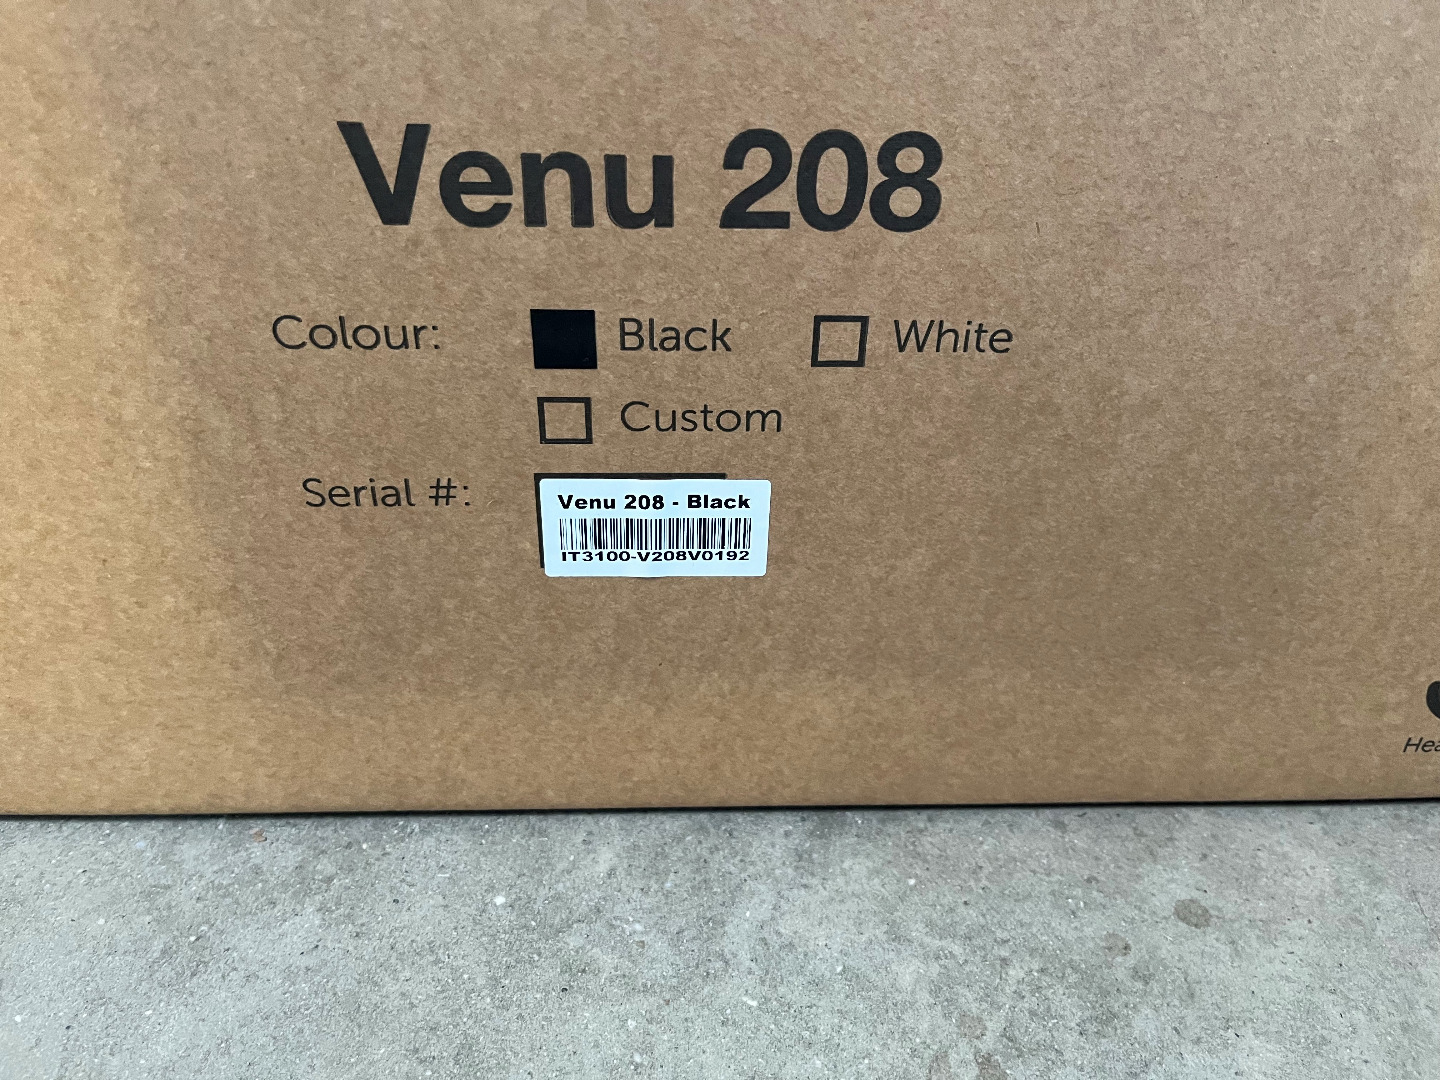 Venu 208
Colour: Black White
Custom
Serial #:
Venu 208 - Black
IT3100-V208V0192